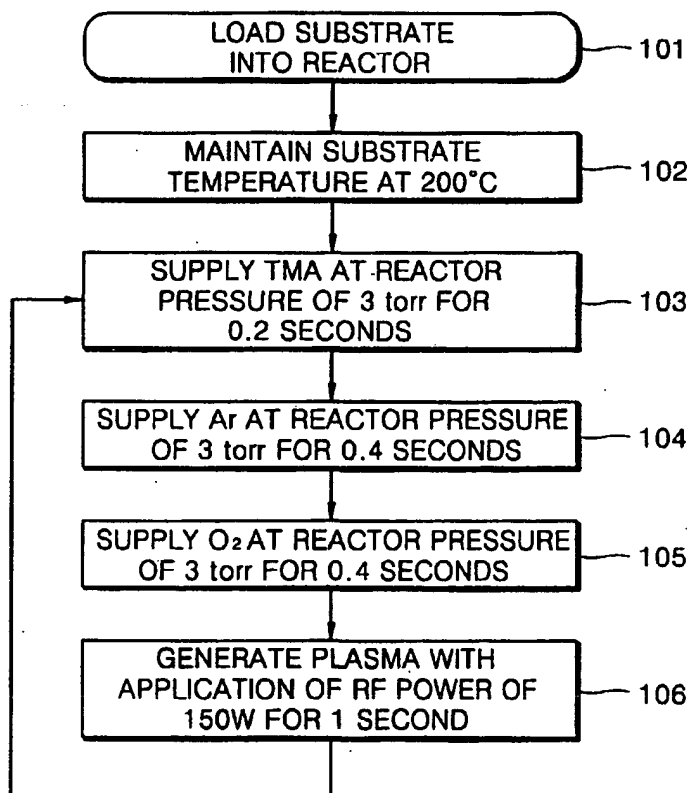 LOAD SUBSTRATE
INTO REACTOR
101
MAINTAIN SUBSTRATE
TEMPERATURE AT 200°C
102
SUPPLY TMA AT REACTOR
PRESSURE OF 3 torr FOR
0.2 SECONDS
103
SUPPLY Ar AT REACTOR PRESSURE
OF 3 torr FOR 0.4 SECONDS
104
SUPPLY O₂ AT REACTOR PRESSURE
OF 3 torr FOR 0.4 SECONDS
105
GENERATE PLASMA WITH
APPLICATION OF RF POWER OF
150W FOR 1 SECOND
106